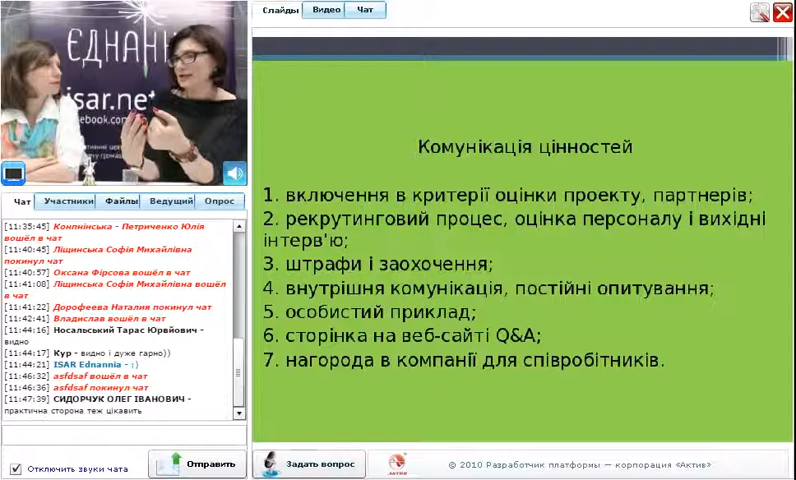 ЄДНАНН
isar.net
cebook.com
Слайды Видео Чат
Комунікація цінностей
1. включення в критерії оцінки проекту, партнерів;
2. рекрутинговий процес, оцінка персоналу і вихідні
інтерв'ю;
3. штрафи і заохочення;
4. внутрішня комунікація, постійні опитування;
5. особистий приклад;
6. сторінка на веб-сайті Q&A;
7. нагорода в компанії для співробітників.
Чат Участники Файлы Ведущий Опрос
[11:35:45] Конпнінська - Петриченко Юлія
вошёл в чат
[11:40:45] Ліщинська Софія Михайлівна
покинул чат
[11:40:57] Оксана Фірсова вошёл в чат
[11:41:08] Ліщинська Софія Михайлівна вошёл
в чат
[11:41:22] Дорофеева Наталия покинул чат
[11:42:41] Владислав вошёл в чат
[11:44:16] Носальський Тарас Юрвйович -
видно
[11:44:17] Кур - видно і дуже гарно))
[11:44:21] ISAR Ednannia - :)
[11:46:32] asfdsaf вошёл в чат
[11:46:36] asfdsaf покинул чат
[11:47:39] СИДОРЧУК ОЛЕГ ІВАНОВИЧ -
практична сторона теж цікавить
Отключить звуки чата
Отправить
Задать вопрос
АКТИВ
© 2010 Разработчик платформы — корпорация «Актив»